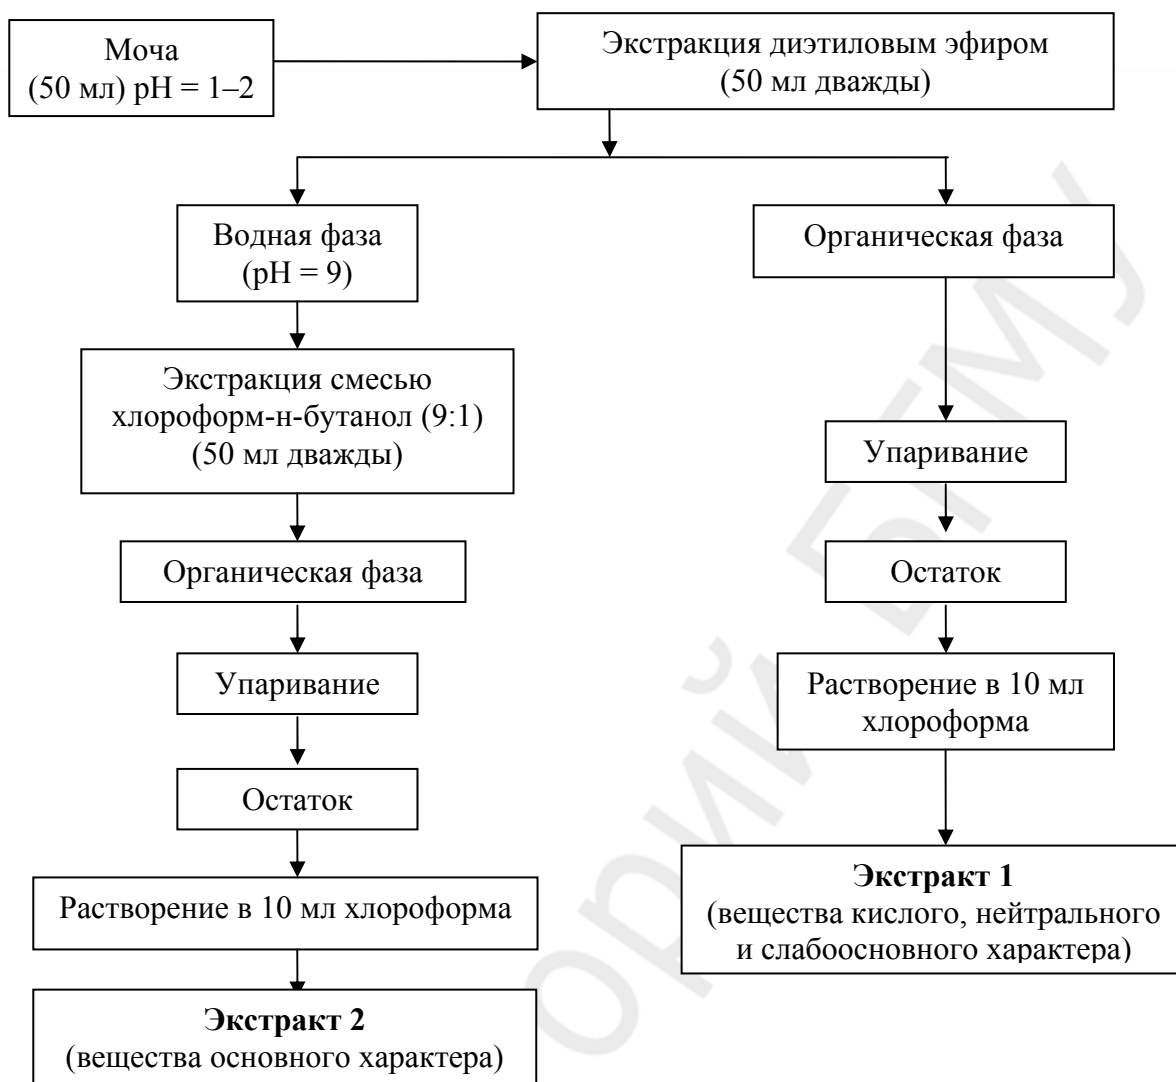 Моча
(50 мл) pH = 1–2
Экстракция диэтиловым эфиром
(50 мл дважды)
Водная фаза
(pH = 9)
Органическая фаза
Экстракция смесью
хлороформ-н-бутанол (9:1)
(50 мл дважды)
Упаривание
Органическая фаза
Остаток
Упаривание
Растворение в 10 мл
хлороформа
Остаток
Экстракт 1
(вещества кислого, нейтрального
и слабоосновного характера)
Растворение в 10 мл хлороформа
Экстракт 2
(вещества основного характера)
орий БГМУ